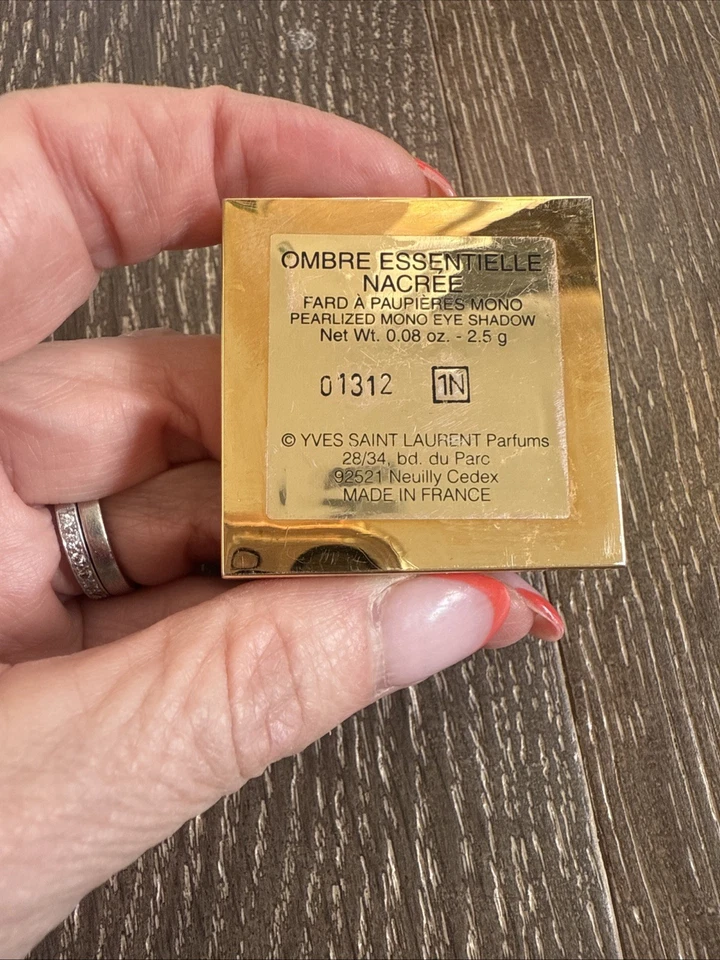 OMBRE ESSENTIELLE
NACRÉE
FARD À PAUPIÈRES MONO
PEARLIZED MONO EYE SHADOW
Net Wt. 0.08 oz. - 2.5 g
01312 1N
© YVES SAINT LAURENT Parfums
28/34, bd. du Parc
92521 Neuilly Cedex
MADE IN FRANCE